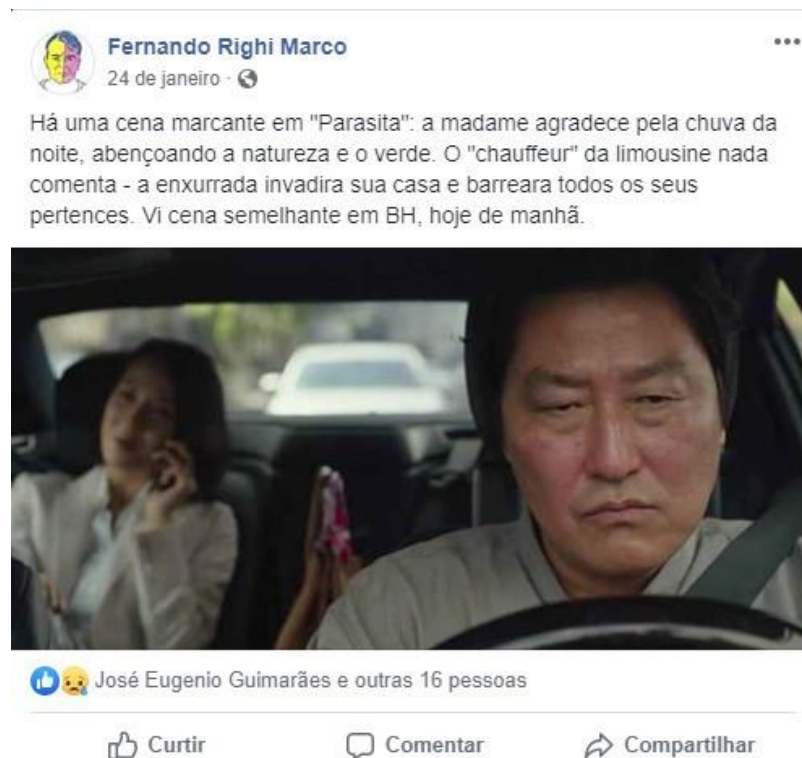 Fernando Righi Marco
24 de janeiro ·
Há uma cena marcante em "Parasita": a madame agradece pela chuva da
noite, abençoando a natureza e o verde. O "chauffeur" da limousine nada
comenta - a enxurrada invadira sua casa e barreara todos os seus
pertences. Vi cena semelhante em BH, hoje de manhã.
José Eugenio Guimarães e outras 16 pessoas
Curtir
Comentar
Compartilhar